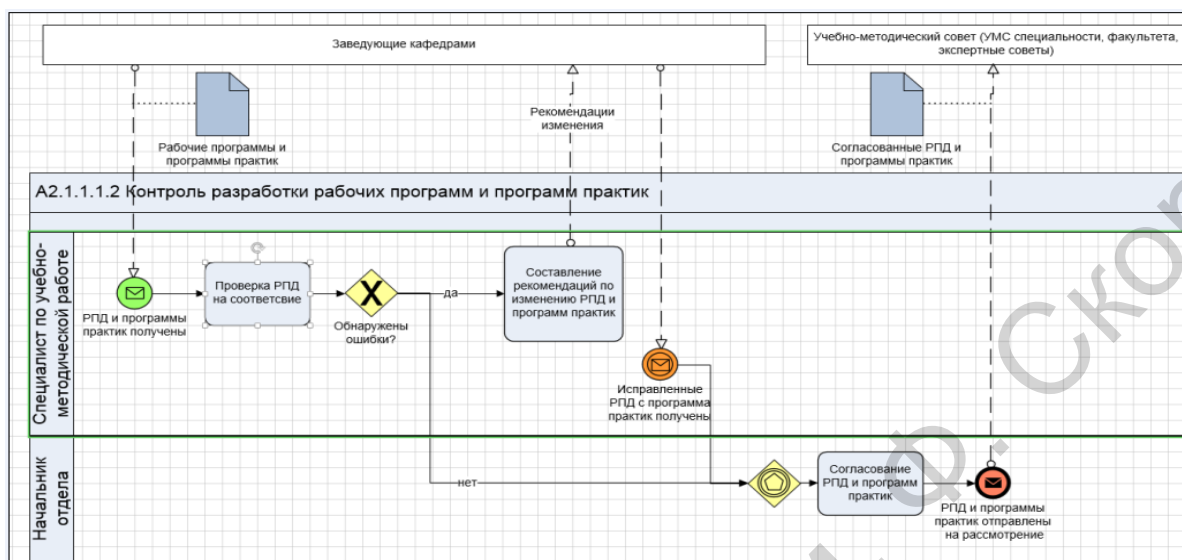 Заведующие кафедрами
Учебно-методический совет (УМС специальности, факультета,
экспертные советы)
Рекомендации
изменения
Рабочие программы и
программы практик
Согласованные РПД и
программы практик
A2.1.1.1.2 Контроль разработки рабочих программ и программ практик
Специалист по учебно-
методической работе
РПД и программы
практик получены
Проверка РПД
на соответсвие
X
Обнаружены
ошибки?
да
Составление
рекомендаций по
изменению РПД и
программ практик
Исправленные
РПД с программа
практик получены
Начальник
отдела
нет
Согласование
РПД и программ
практик
РПД и программы
практик отправлены
на рассмотрение
Ф. Скор